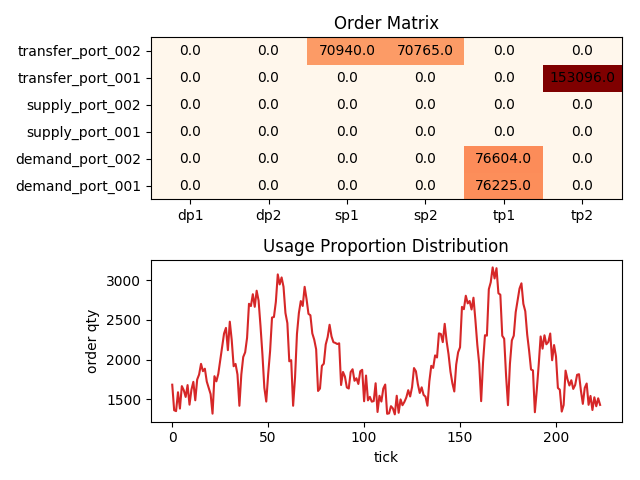 Order Matrix
transfer_port_002 0.0 0.0 70940.0 70765.0 0.0 0.0
transfer_port_001 0.0 0.0 0.0 0.0 0.0 153096.0
supply_port_002 0.0 0.0 0.0 0.0 0.0 0.0
supply_port_001 0.0 0.0 0.0 0.0 0.0 0.0
demand_port_002 0.0 0.0 0.0 0.0 76604.0 0.0
demand_port_001 0.0 0.0 0.0 0.0 76225.0 0.0
dp1 dp2 sp1 sp2 tp1 tp2
Usage Proportion Distribution
order qty
3000
2500
2000
1500
0 50 100 150 200
tick